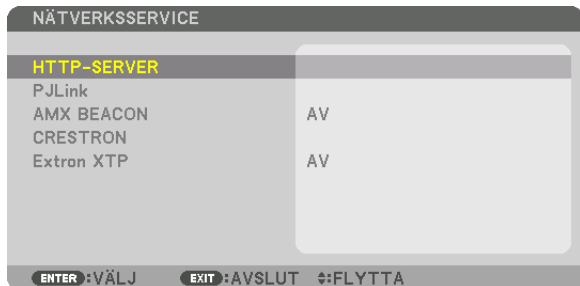 NÄTVERKSSERVICE
HTTP-SERVER
PJLink
AMX BEACON AV
CRESTRON
Extron XTP AV
ENTER:VÄLJ EXIT:AVSLUT ♦:FLYTTA